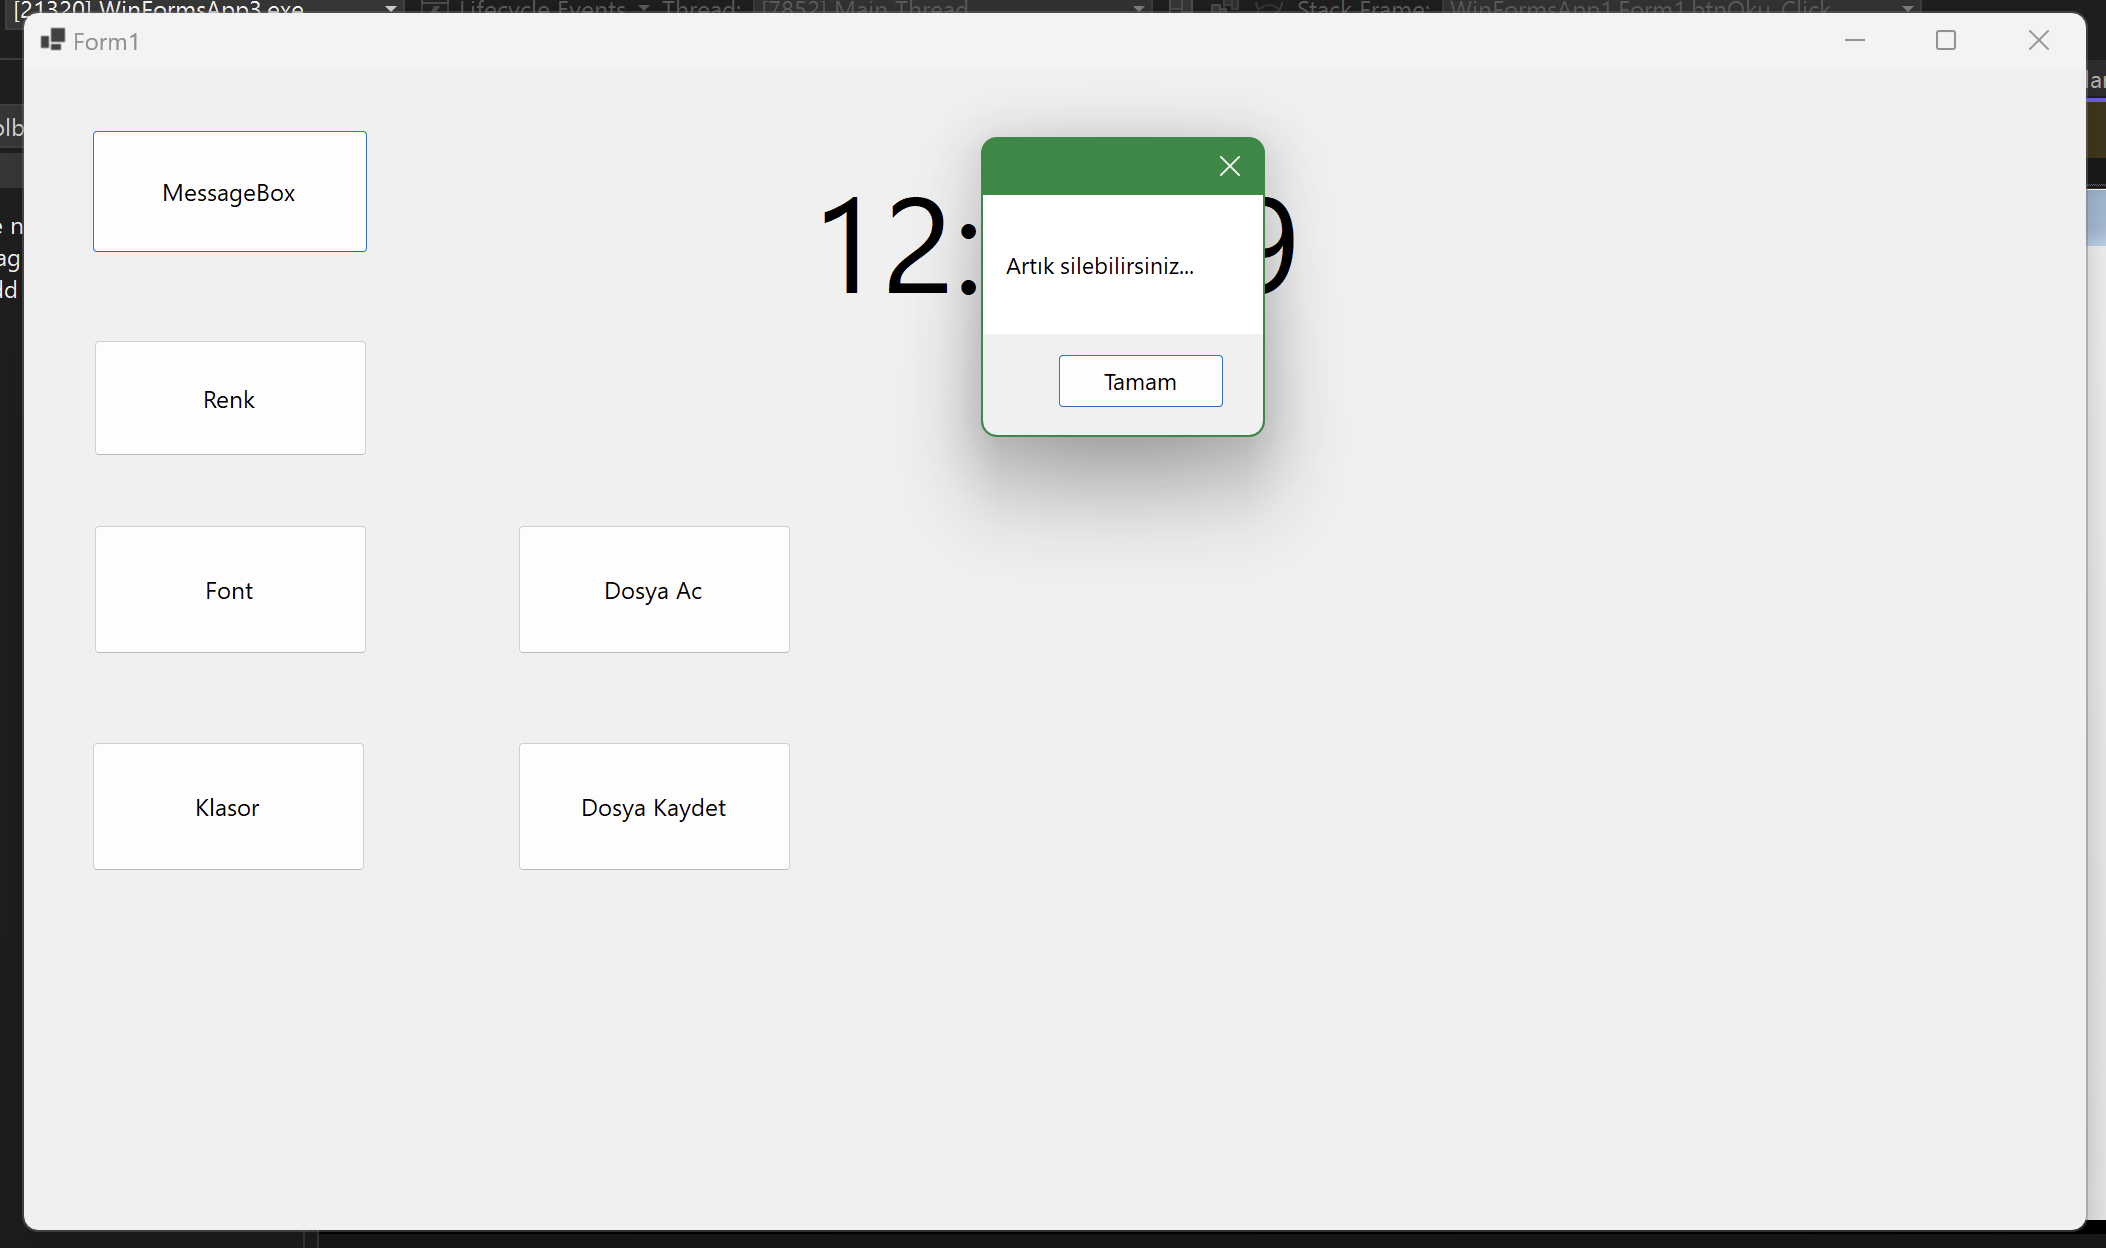 [21320] WinFormsApp3.exe Lifecycle Events Thread: [7852] Main Thread Stack Frame: WinFormsApp1.Form1.btnOku_Click
Form1
MessageBox
12: 9
Artık silebilirsiniz...
Tamam
Renk
Font
Dosya Ac
Klasor
Dosya Kaydet